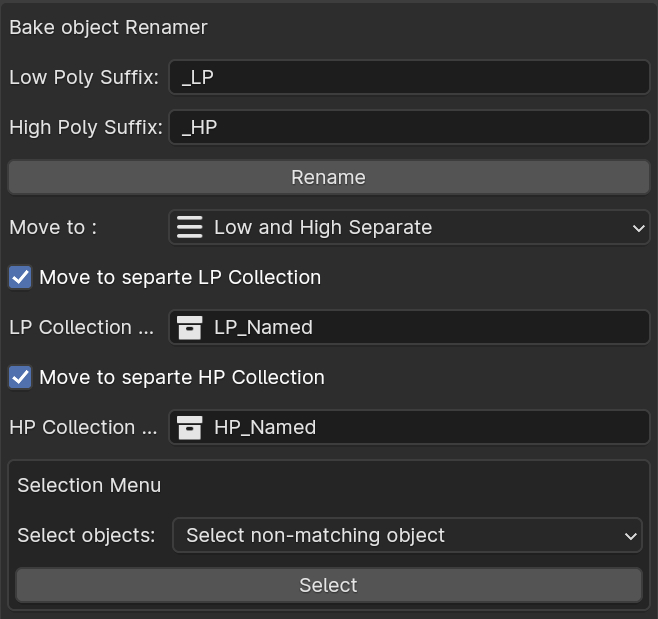 Bake object Renamer
Low Poly Suffix: _LP
High Poly Suffix: _HP
Rename
Move to : Low and High Separate
Move to separte LP Collection
LP Collection ... LP_Named
Move to separte HP Collection
HP Collection ... HP_Named
Selection Menu
Select objects: Select non-matching object
Select